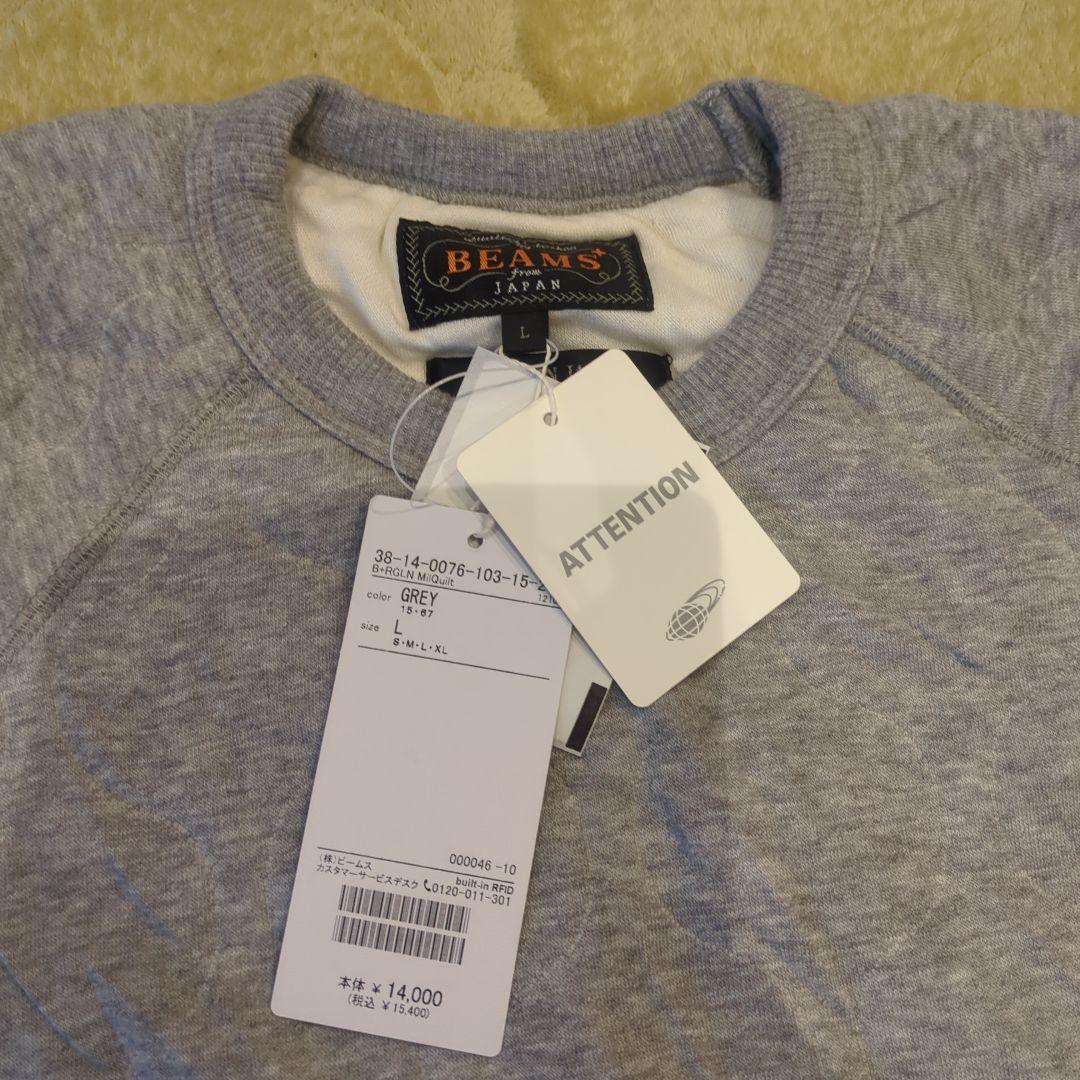 BEAMS+
from
JAPAN
L
ATTENTION
38-14-0076-103-15-
B+RGLN MilQuilt
color GREY
15・67
size L
S・M・L・XL
(株)ビームス 000046 -10
built-in RFID
カスタマーサービスデスク 0120-011-301
本体 ¥ 14,000
(税込 ¥15,400)